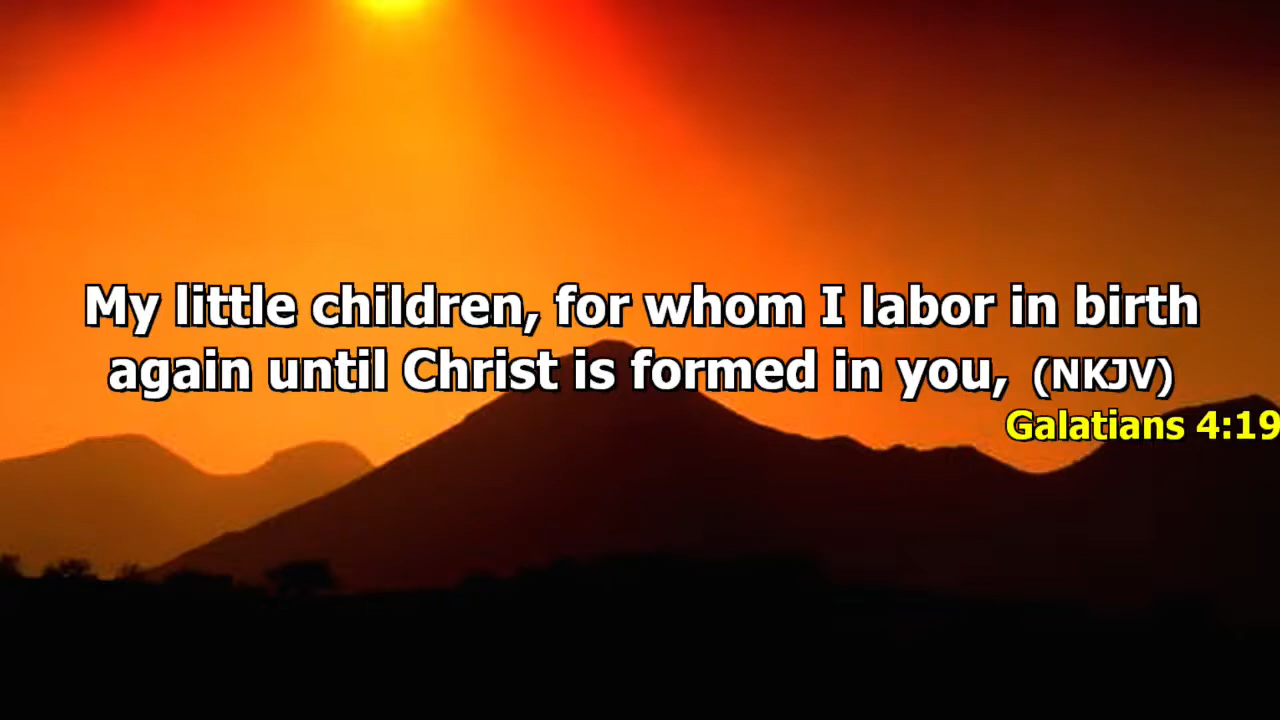 My little children, for whom I labor in birth
again until Christ is formed in you, (NKJV)
Galatians 4:19